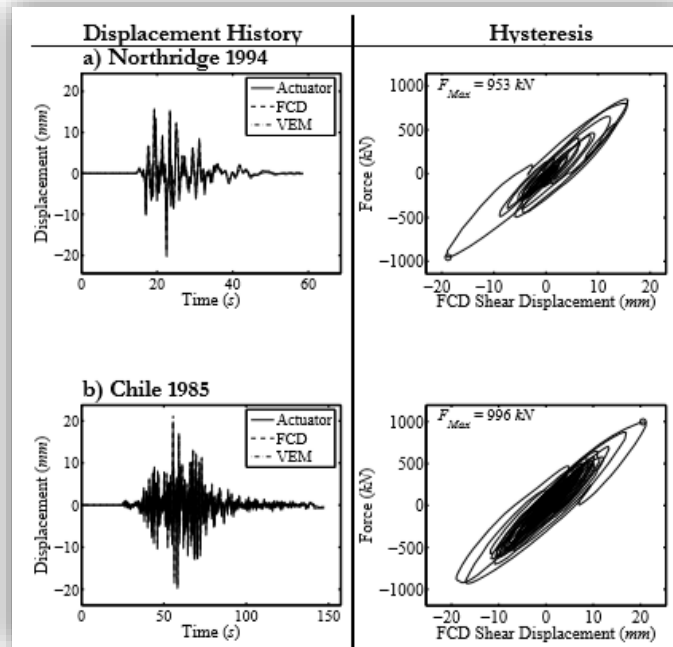 Displacement History
Hysteresis
a) Northridge 1994
Displacement (mm)
20
10
0
−10
−20
Actuator
FCD
VEM
0
20
40
60
Time (s)
Force (kN)
1000
500
0
−500
−1000
F_Max = 953 kN
−20
−10
0
10
20
FCD Shear Displacement (mm)
b) Chile 1985
Displacement (mm)
20
10
0
−10
−20
Actuator
FCD
VEM
0
50
100
150
Time (s)
Force (kN)
1000
500
0
−500
−1000
F_Max = 996 kN
−20
−10
0
10
20
FCD Shear Displacement (mm)